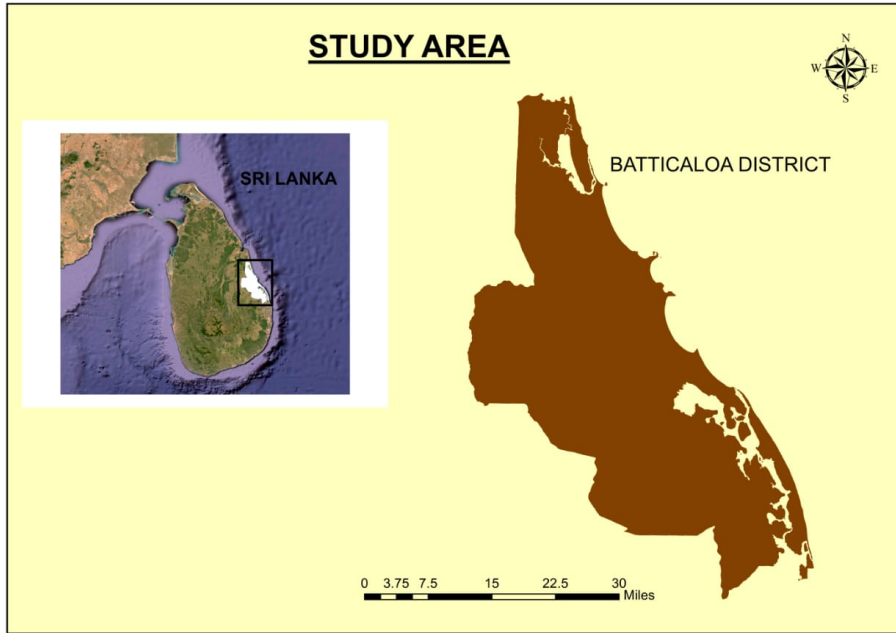 STUDY AREA
N
W E
S
SRI LANKA
BATTICALOA DISTRICT
0 3.75 7.5 15 22.5 30
Miles